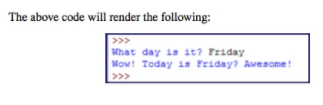 The above code will render the following:
>>>
What day is it? Friday
Wow! Today is Friday? Awesome!
>>>